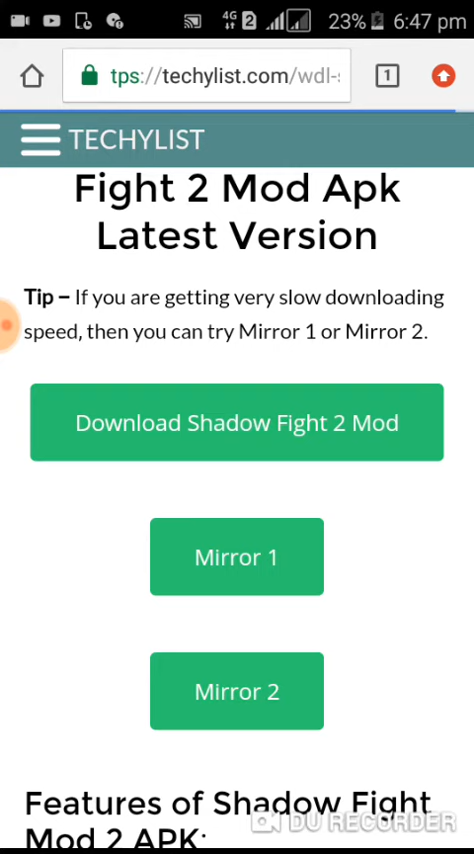 4G 2 23% 6:47 pm
tps://techylist.com/wdl-s 1
TECHYLIST
Fight 2 Mod Apk
Latest Version
Tip – If you are getting very slow downloading
speed, then you can try Mirror 1 or Mirror 2.
Download Shadow Fight 2 Mod
Mirror 1
Mirror 2
Features of Shadow Fight
Mod 2 APK:
DU RECORDER